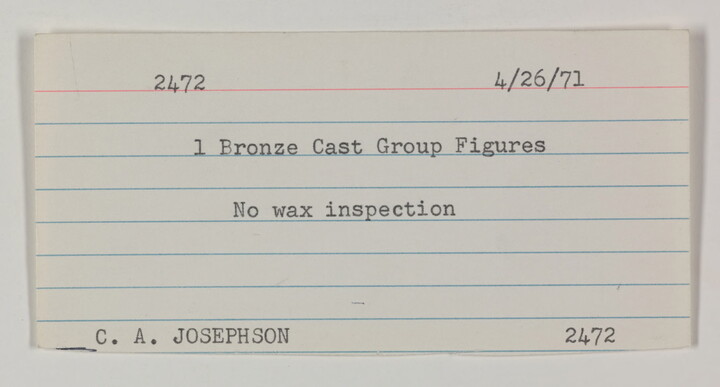 2472 4/26/71
1 Bronze Cast Group Figures
No wax inspection
C. A. JOSEPHSON 2472